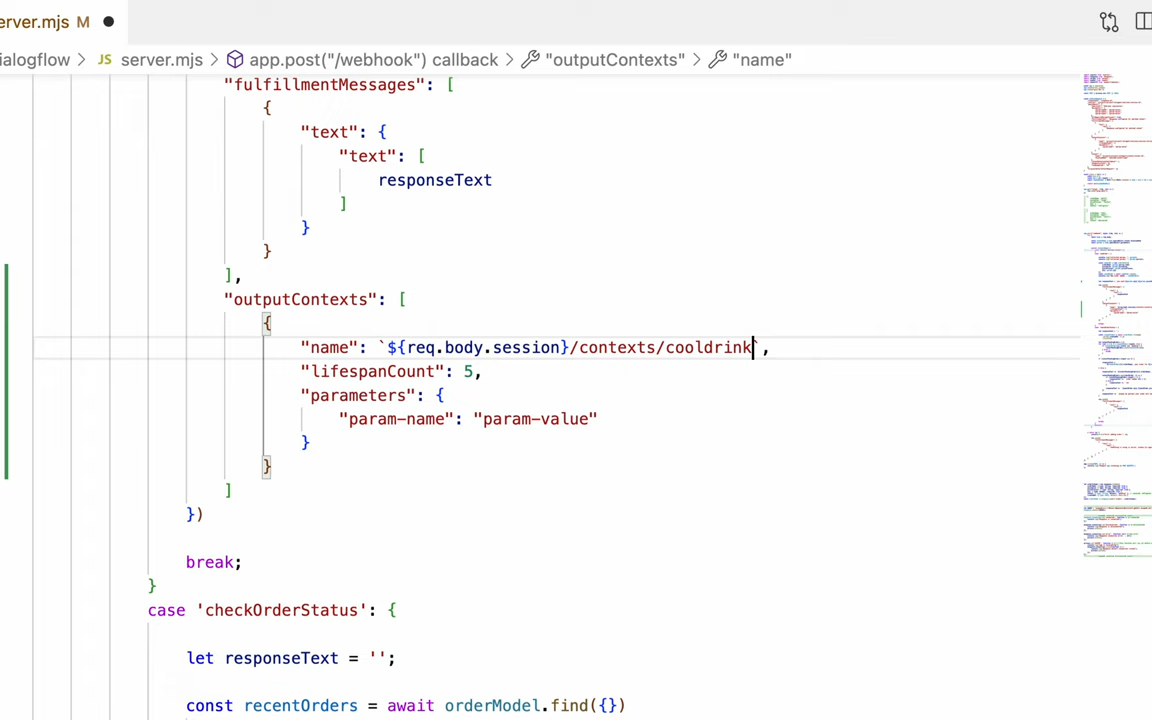 erver.mjs M
ialogflow > JS server.mjs > app.post("/webhook") callback > "outputContexts" > "name"
"fulfillmentMessages": [
{
"text": {
"text": [
responseText
]
}
}
],
"outputContexts": [
{
"name": `${req.body.session}/contexts/cooldrink`,
"lifespanCount": 5,
"parameters": {
"param-name": "param-value"
}
}
]
})
break;
}
case 'checkOrderStatus': {
let responseText = '';
const recentOrders = await orderModel.find({})